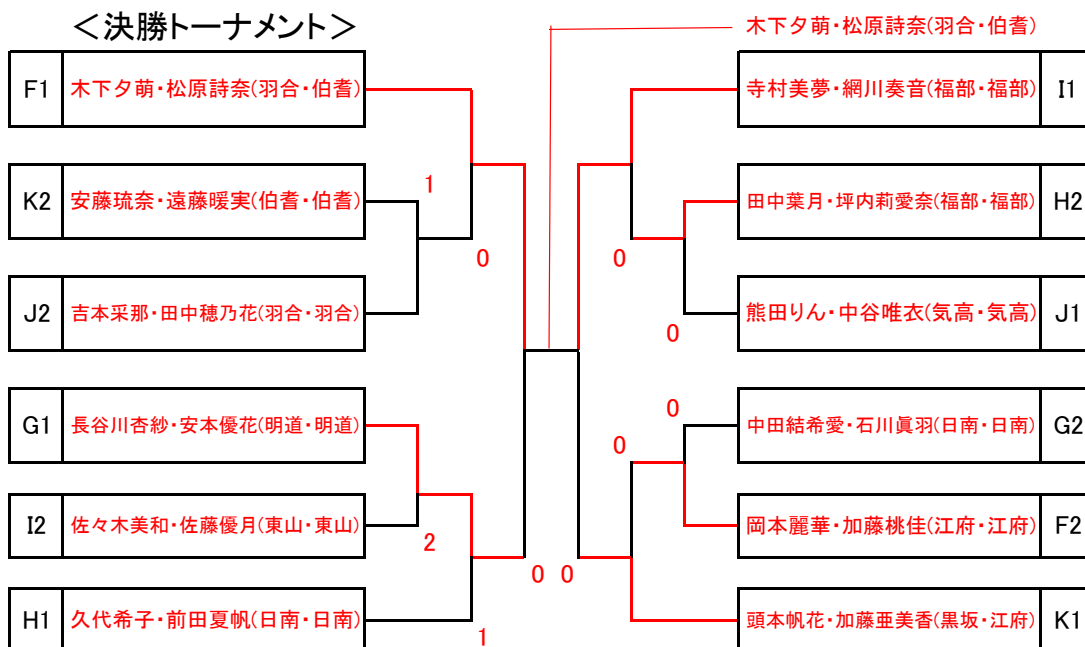 ＜決勝トーナメント＞
木下夕萌・松原詩奈(羽合・伯耆)
F1 木下夕萌・松原詩奈(羽合・伯耆)
寺村美夢・網川奏音(福部・福部) I1
1
K2 安藤琉奈・遠藤暖実(伯耆・伯耆)
田中葉月・坪内莉愛奈(福部・福部) H2
0
0
J2 吉本采那・田中穂乃花(羽合・羽合)
熊田りん・中谷唯衣(気高・気高) J1
0
0
G1 長谷川杏紗・安本優花(明道・明道)
中田結希愛・石川眞羽(日南・日南) G2
0
I2 佐々木美和・佐藤優月(東山・東山)
岡本麗華・加藤桃佳(江府・江府) F2
2
0 0
H1 久代希子・前田夏帆(日南・日南)
頭本帆花・加藤亜美香(黒坂・江府) K1
1